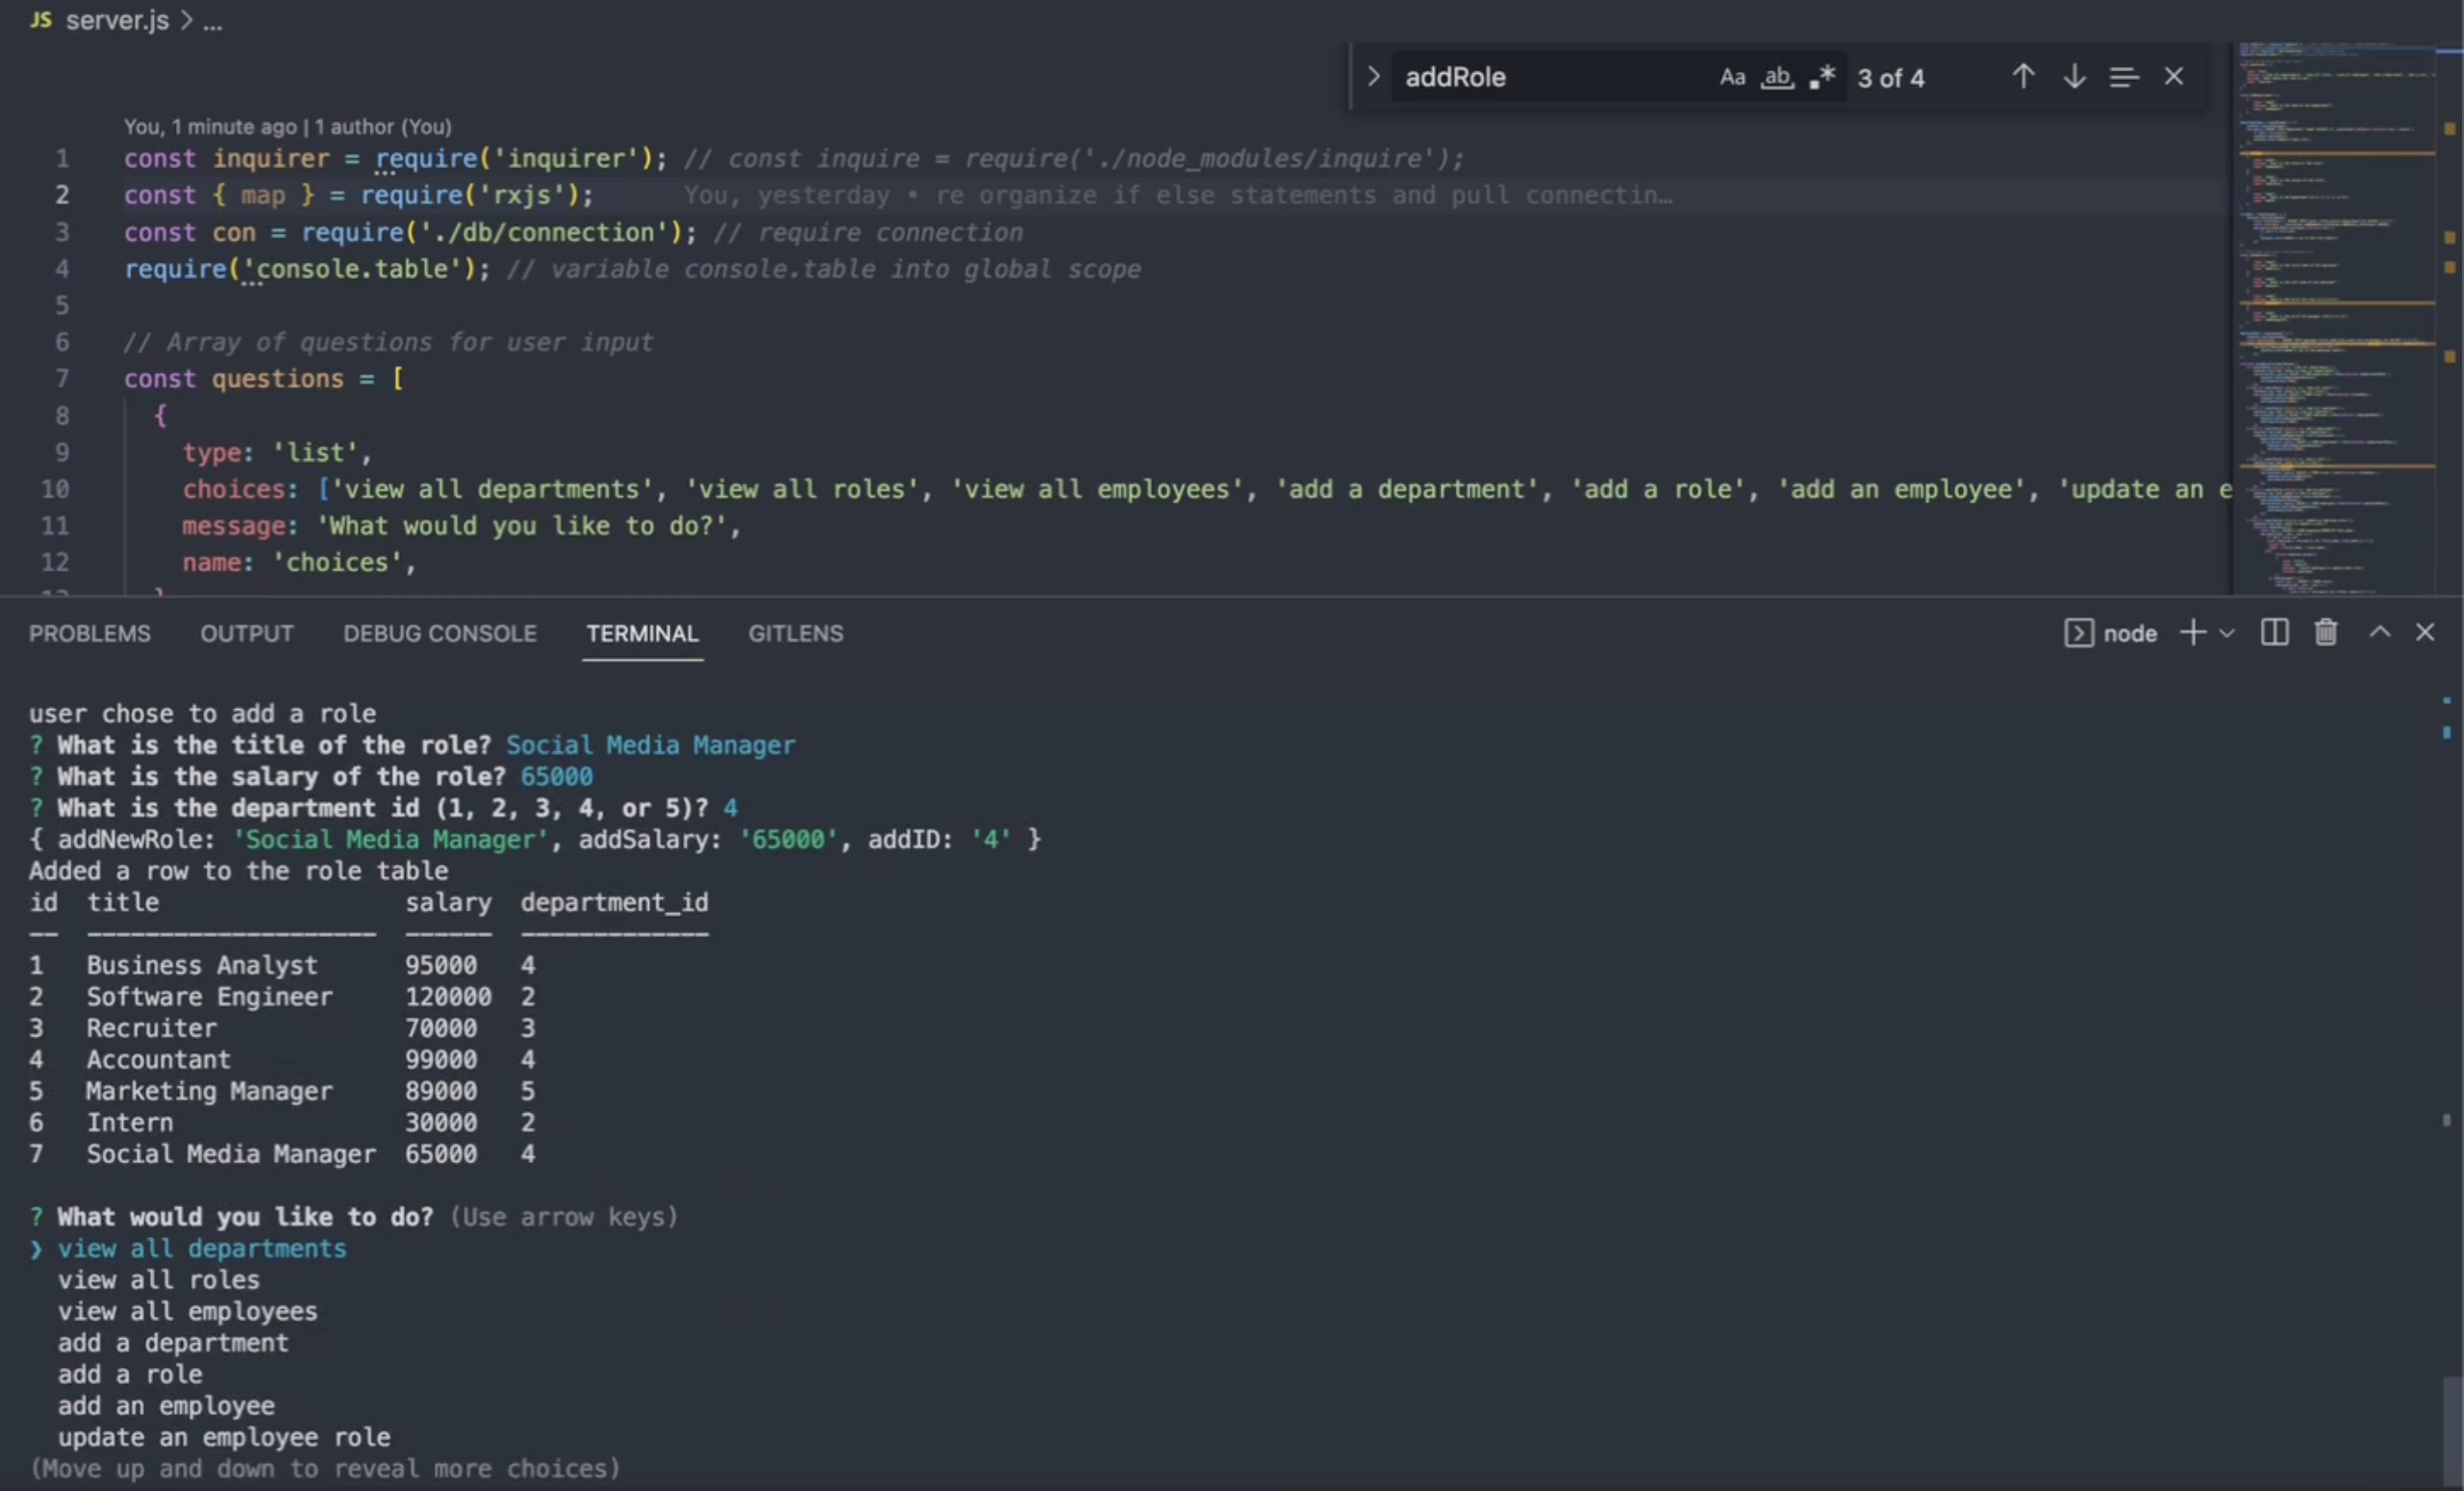 JS server.js > ...
addRole Aa ab .* 3 of 4
You, 1 minute ago | 1 author (You)
1 const inquirer = require('inquirer'); // const inquire = require('./node_modules/inquire');
2 const { map } = require('rxjs'); You, yesterday • re organize if else statements and pull connectin…
3 const con = require('./db/connection'); // require connection
4 require('console.table'); // variable console.table into global scope
5
6 // Array of questions for user input
7 const questions = [
8 {
9 type: 'list',
10 choices: ['view all departments', 'view all roles', 'view all employees', 'add a department', 'add a role', 'add an employee', 'update an e
11 message: 'What would you like to do?',
12 name: 'choices',
PROBLEMS OUTPUT DEBUG CONSOLE TERMINAL GITLENS node
user chose to add a role
? What is the title of the role? Social Media Manager
? What is the salary of the role? 65000
? What is the department id (1, 2, 3, 4, or 5)? 4
{ addNewRole: 'Social Media Manager', addSalary: '65000', addID: '4' }
Added a row to the role table
id title salary department_id
-- -------------------- ------ -------------
1 Business Analyst 95000 4
2 Software Engineer 120000 2
3 Recruiter 70000 3
4 Accountant 99000 4
5 Marketing Manager 89000 5
6 Intern 30000 2
7 Social Media Manager 65000 4
? What would you like to do? (Use arrow keys)
❯ view all departments
view all roles
view all employees
add a department
add a role
add an employee
update an employee role
(Move up and down to reveal more choices)